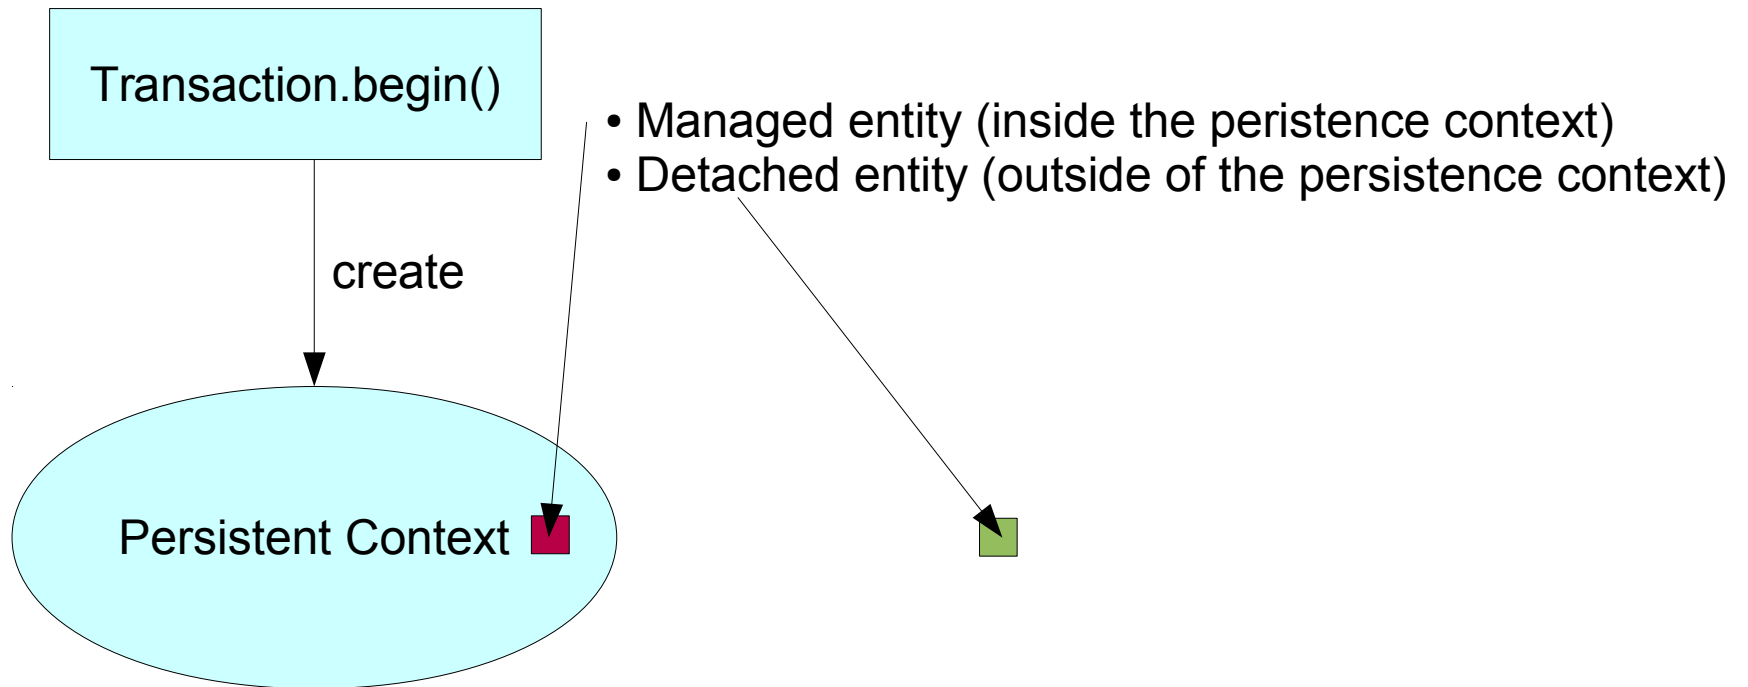 Transaction.begin()
• Managed entity (inside the peristence context)
• Detached entity (outside of the persistence context)
create
Persistent Context